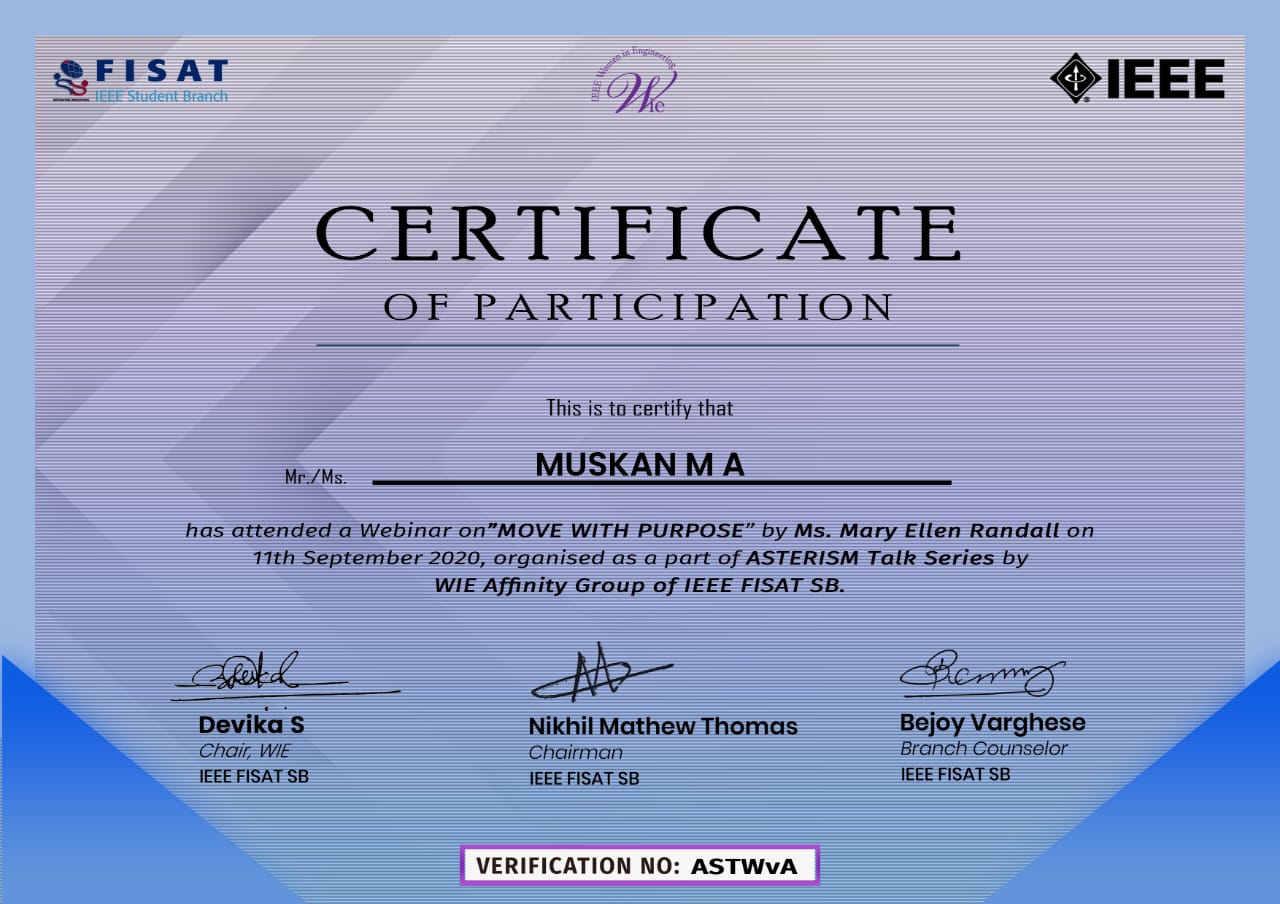 FISAT
IEEE Student Branch
IEEE Women in Engineering
WIE
IEEE
CERTIFICATE
OF PARTICIPATION
This is to certify that
Mr./Ms. MUSKAN M A
has attended a Webinar on”MOVE WITH PURPOSE” by Ms. Mary Ellen Randall on
11th September 2020, organised as a part of ASTERISM Talk Series by
WIE Affinity Group of IEEE FISAT SB.
Devika S
Chair, WIE
IEEE FISAT SB
Nikhil Mathew Thomas
Chairman
IEEE FISAT SB
Bejoy Varghese
Branch Counselor
IEEE FISAT SB
VERIFICATION NO: ASTWvA